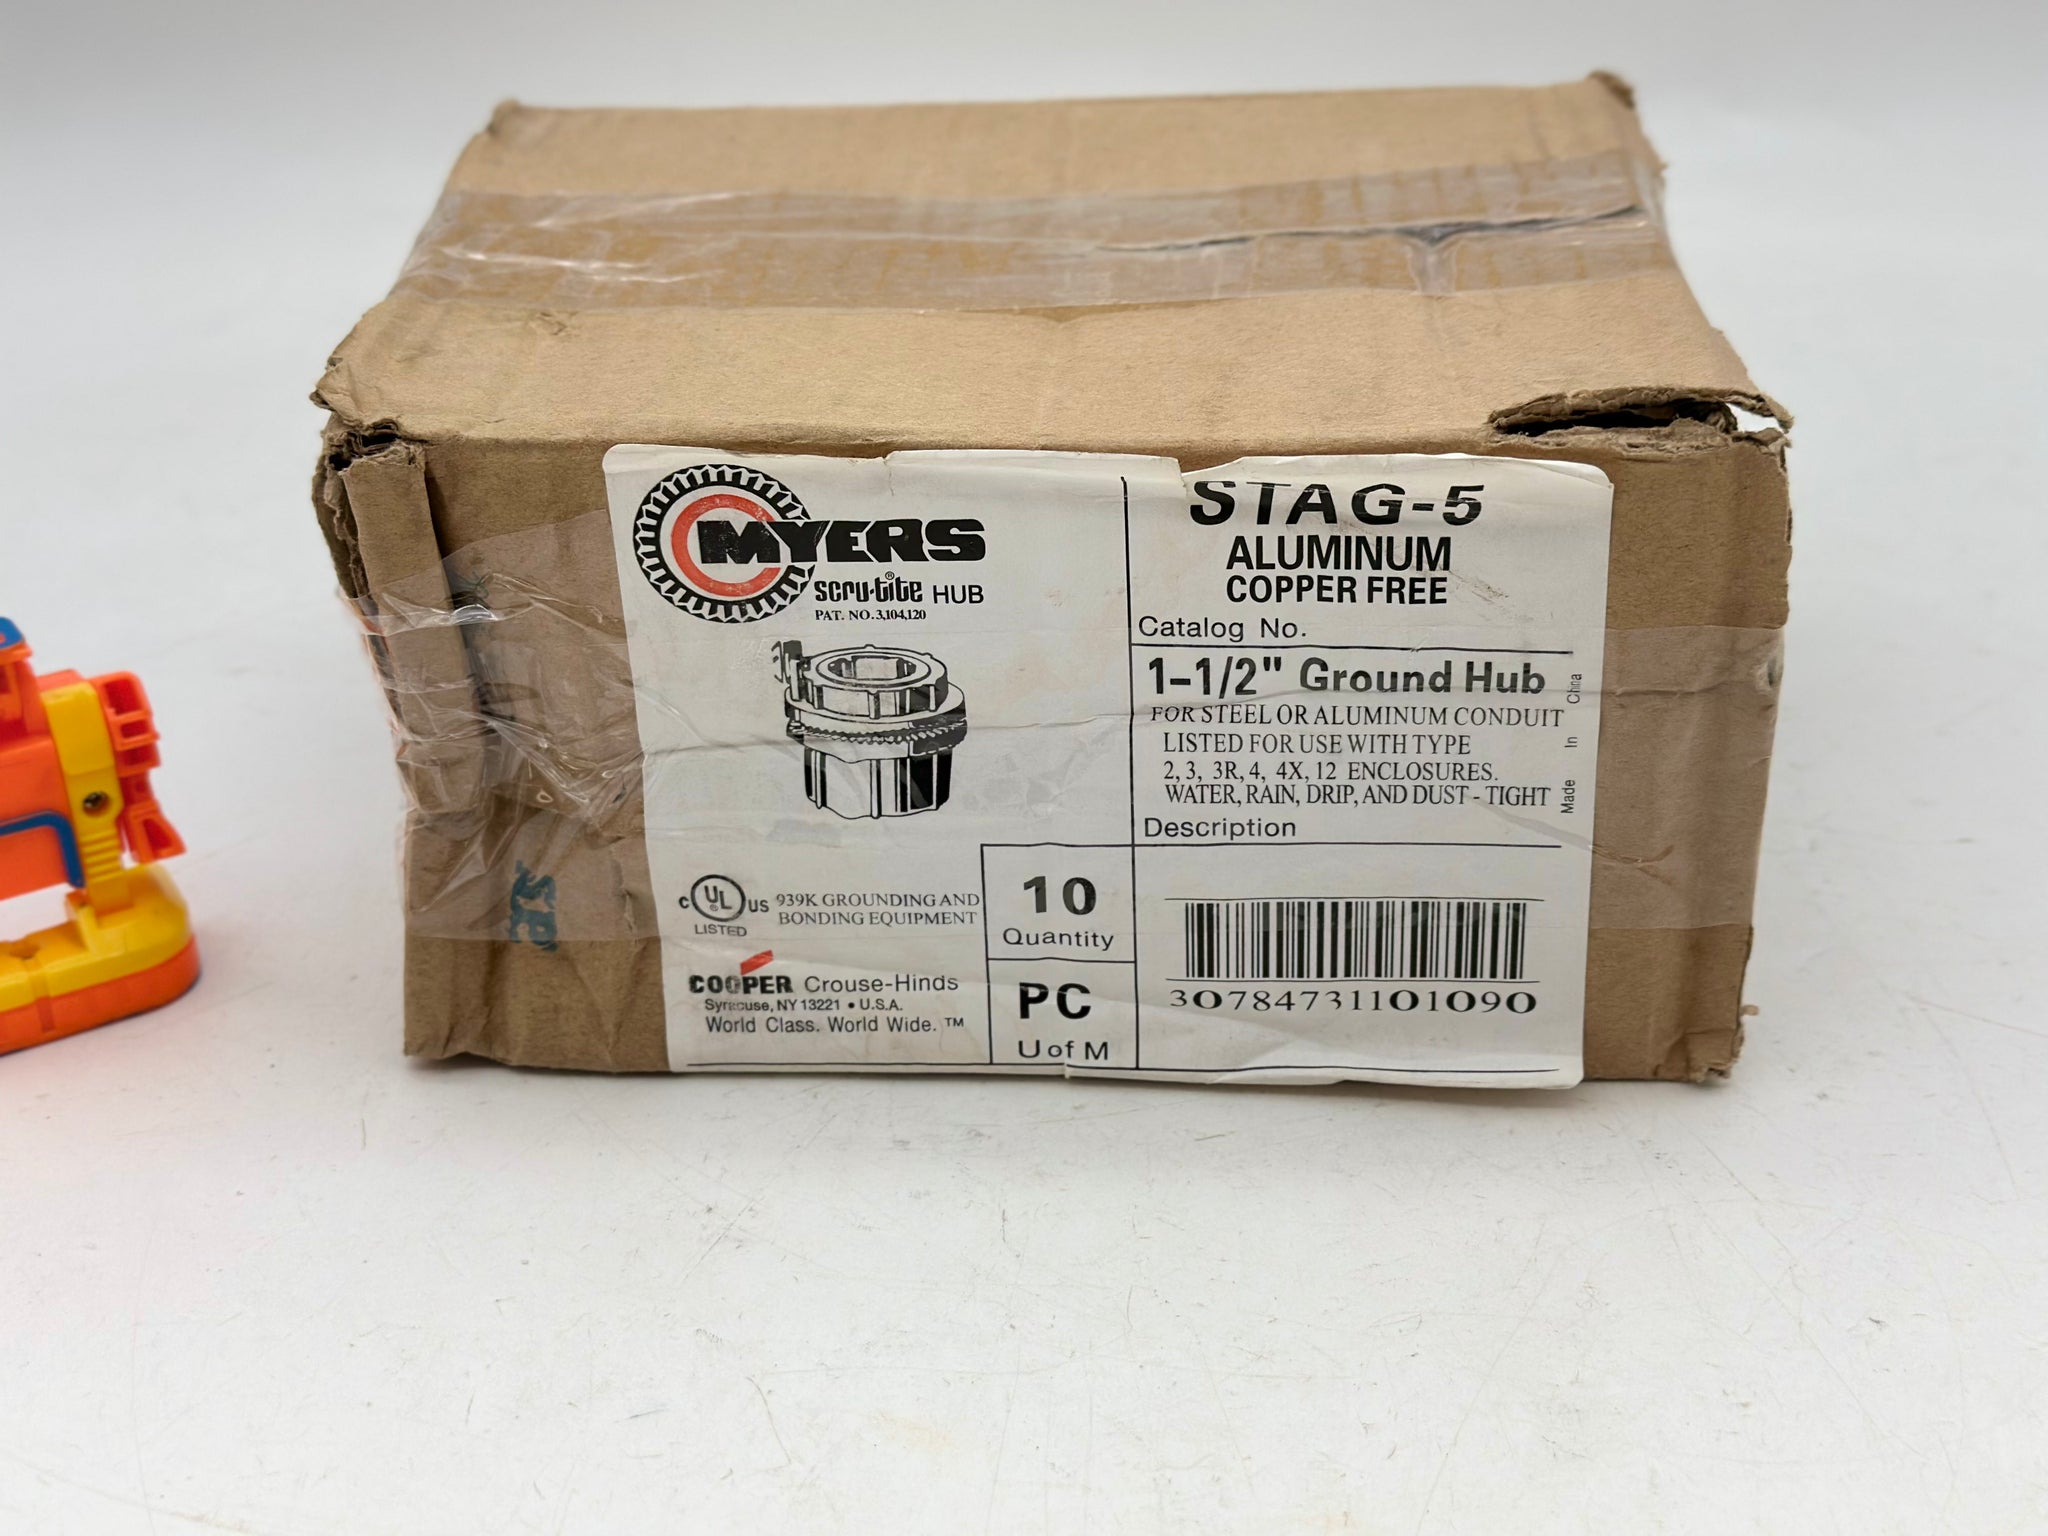 MYERS
scru-tite® HUB
PAT. NO. 3,104,120
STAG-5
ALUMINUM
COPPER FREE
Catalog No.
1-1/2" Ground Hub
FOR STEEL OR ALUMINUM CONDUIT
LISTED FOR USE WITH TYPE
2, 3, 3R, 4, 4X, 12 ENCLOSURES.
WATER, RAIN, DRIP, AND DUST - TIGHT
Made In China
Description
C UL® US
LISTED
939K GROUNDING AND
BONDING EQUIPMENT
COOPER Crouse-Hinds
Syracuse, NY 13221 • U.S.A.
World Class. World Wide. ™
10
Quantity
PC
U of M
30784731101090